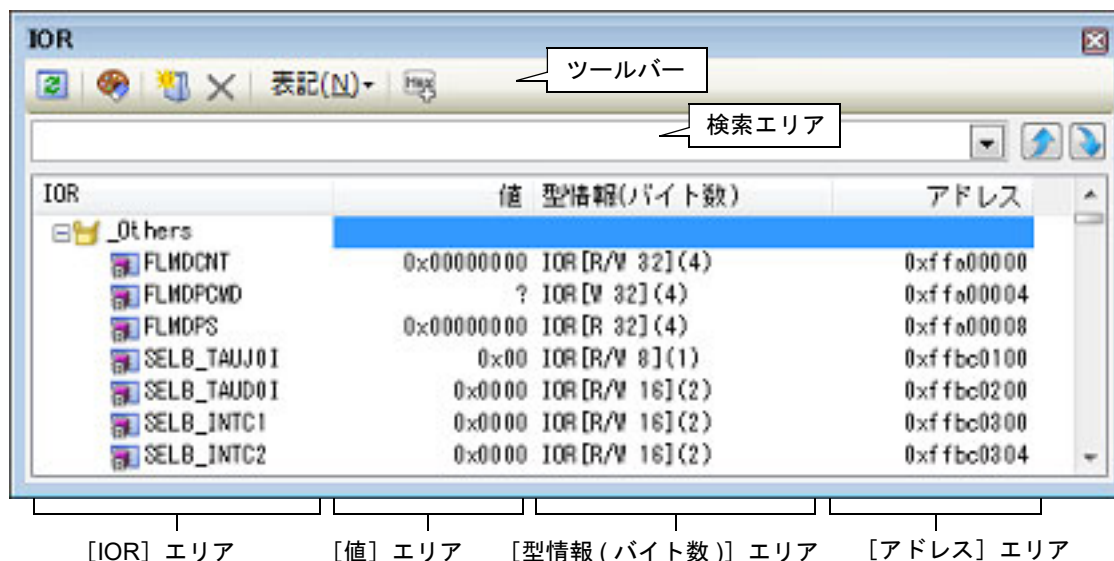 IOR
表記(N)
Hex
ツールバー
検索エリア
IOR 値 型情報(バイト数) アドレス
_Others
FLMDCNT 0x00000000 IOR[R/W 32](4) 0xffa00000
FLMDPCMD ? IOR[W 32](4) 0xffa00004
FLMDPS 0x00000000 IOR[R 32](4) 0xffa00008
SELB_TAUJ0I 0x00 IOR[R/W 8](1) 0xffbc0100
SELB_TAUD0I 0x0000 IOR[R/W 16](2) 0xffbc0200
SELB_INTC1 0x0000 IOR[R/W 16](2) 0xffbc0300
SELB_INTC2 0x0000 IOR[R/W 16](2) 0xffbc0304
[IOR]エリア [値]エリア [型情報(バイト数)]エリア [アドレス]エリア